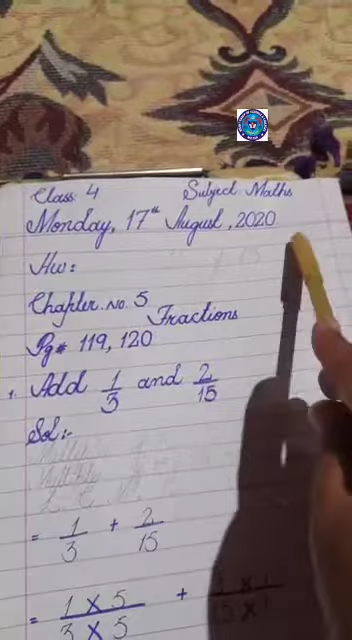 Class: 4 Subject: Maths
Monday, 17th August, 2020
Hw:
Chapter. No. 5
Fractions
Pg# 119, 120
1. Add 1/3 and 2/15
Sol:-
= 1/3 + 2/15
= 1 × 5 / 3 × 5 +